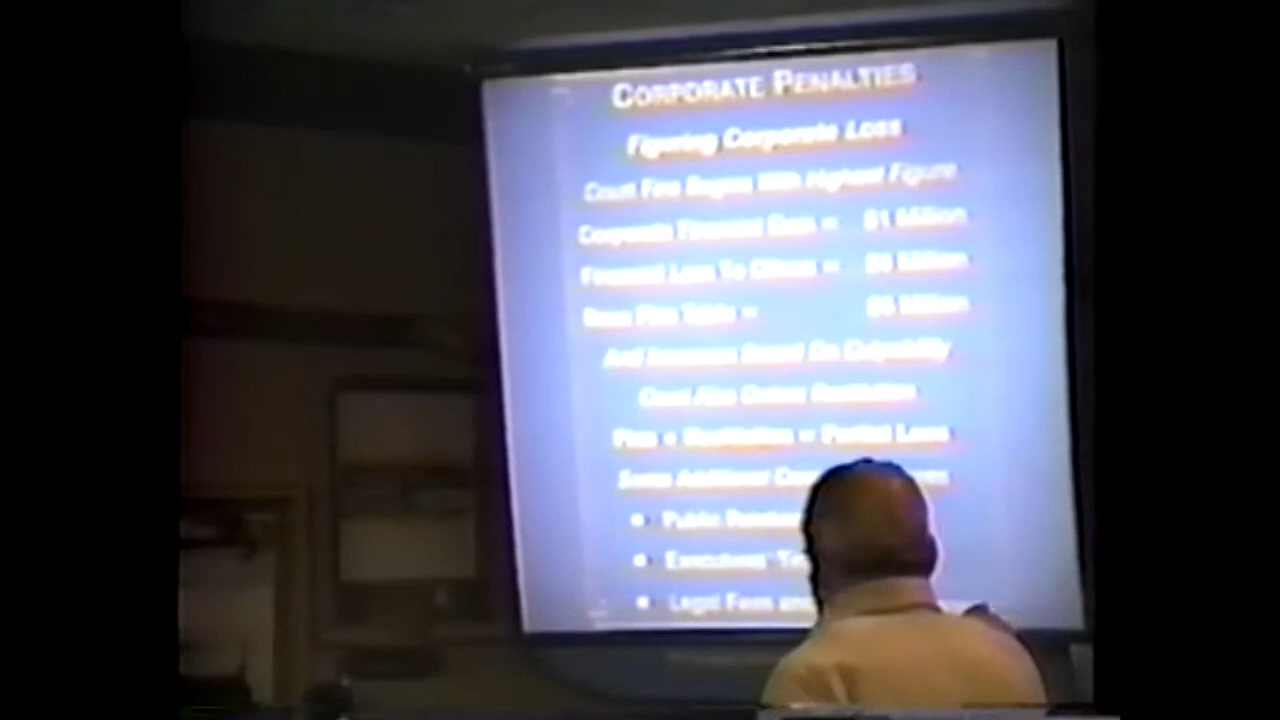 CORPORATE PENALTIES
Figuring Corporate Loss
Court Fine Begins With Highest Figure
Corporate Financial Gain = $1 Million
Financial Loss To Others = Million
Base Fine Table = Million
And Increases Based On Culpability
Court Also Orders Restitution
Fine + Restitution = Partial Loss
Some Additional
• Public
• Executives'
• Legal Fees